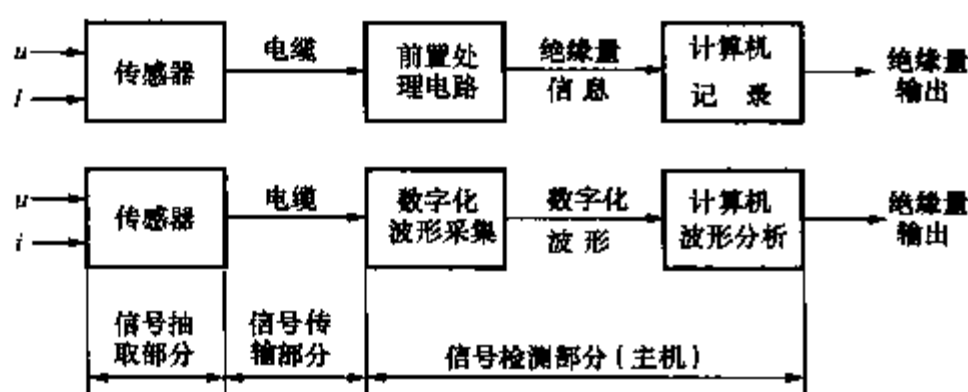 u
i
传感器
电缆
前置处
理电路
绝缘量
信息
计算机
记 录
绝缘量
输出
u
i
传感器
电缆
数字化
波形采集
数字化
波形
计算机
波形分析
绝缘量
输出
信号抽
取部分
信号传
输部分
信号检测部分(主机)